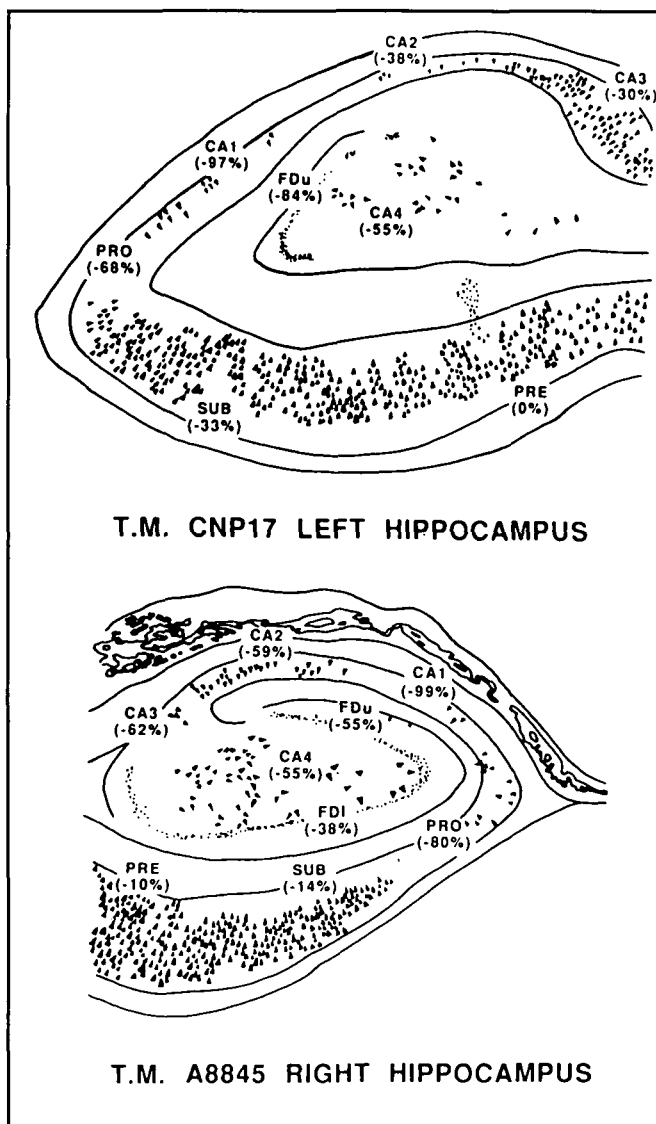 CA2
(-38%)
CA3
(-30%)
CA1
(-97%)
FDu
(-84%)
CA4
(-55%)
PRO
(-68%)
SUB
(-33%)
PRE
(0%)
T.M. CNP17 LEFT HIPPOCAMPUS
CA2
(-59%)
CA1
(-99%)
CA3
(-62%)
FDu
(-55%)
CA4
(-55%)
FDI
(-38%)
PRO
(-80%)
PRE
(-10%)
SUB
(-14%)
T.M. A8845 RIGHT HIPPOCAMPUS